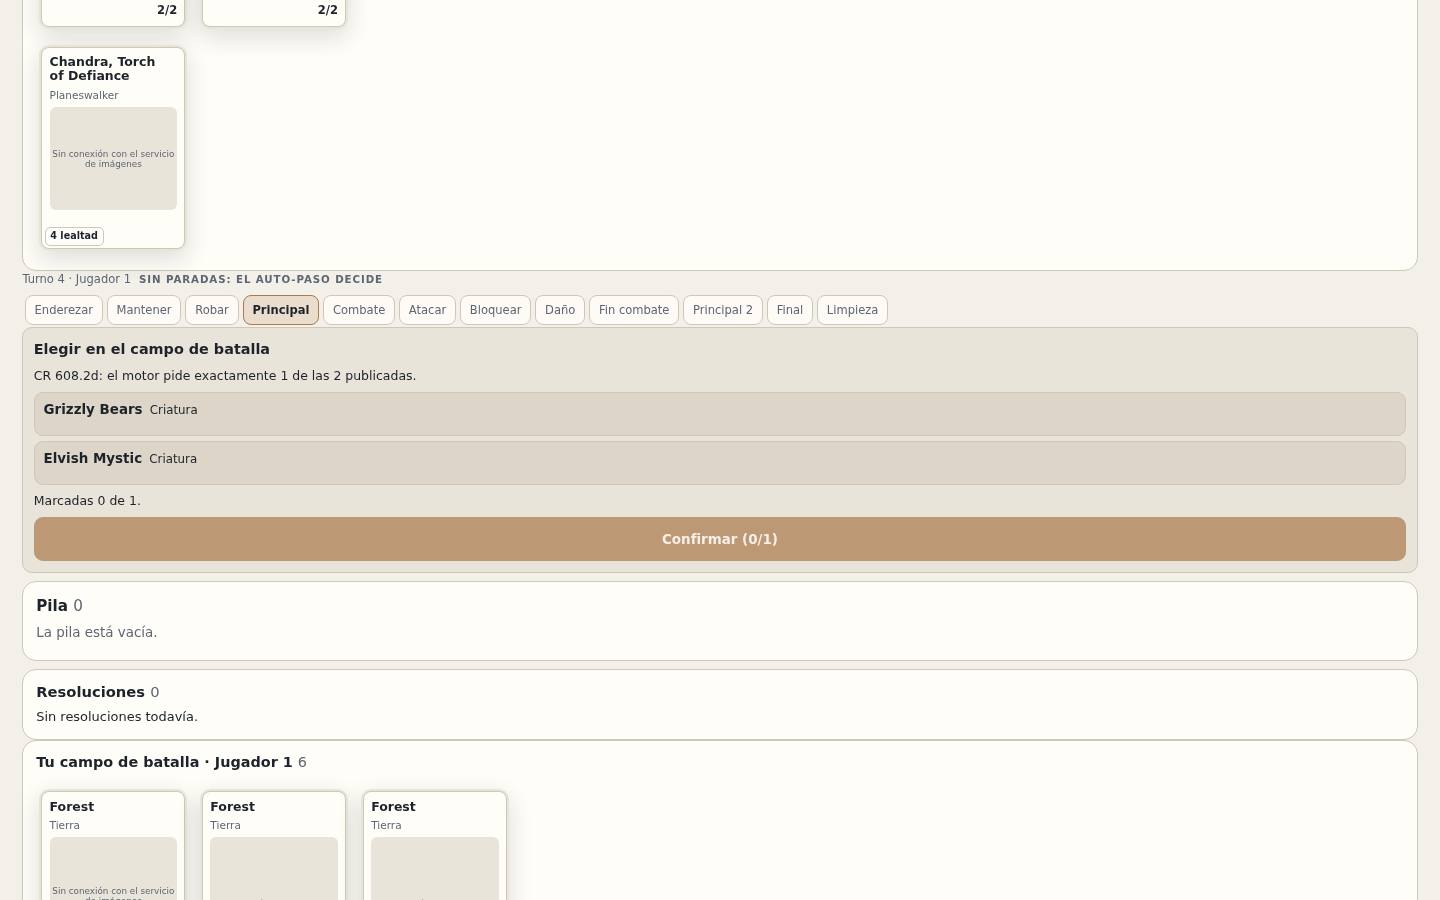 2/2
2/2
Chandra, Torch
of Defiance
Planeswalker
Sin conexión con el servicio
de imágenes
4 lealtad
Turno 4 · Jugador 1 SIN PARADAS: EL AUTO-PASO DECIDE
Enderezar Mantener Robar Principal Combate Atacar Bloquear Daño Fin combate Principal 2 Final Limpieza
Elegir en el campo de batalla
CR 608.2d: el motor pide exactamente 1 de las 2 publicadas.
Grizzly Bears Criatura
Elvish Mystic Criatura
Marcadas 0 de 1.
Confirmar (0/1)
Pila 0
La pila está vacía.
Resoluciones 0
Sin resoluciones todavía.
Tu campo de batalla · Jugador 1 6
Forest
Tierra
Sin conexión con el servicio
Forest
Tierra
Forest
Tierra